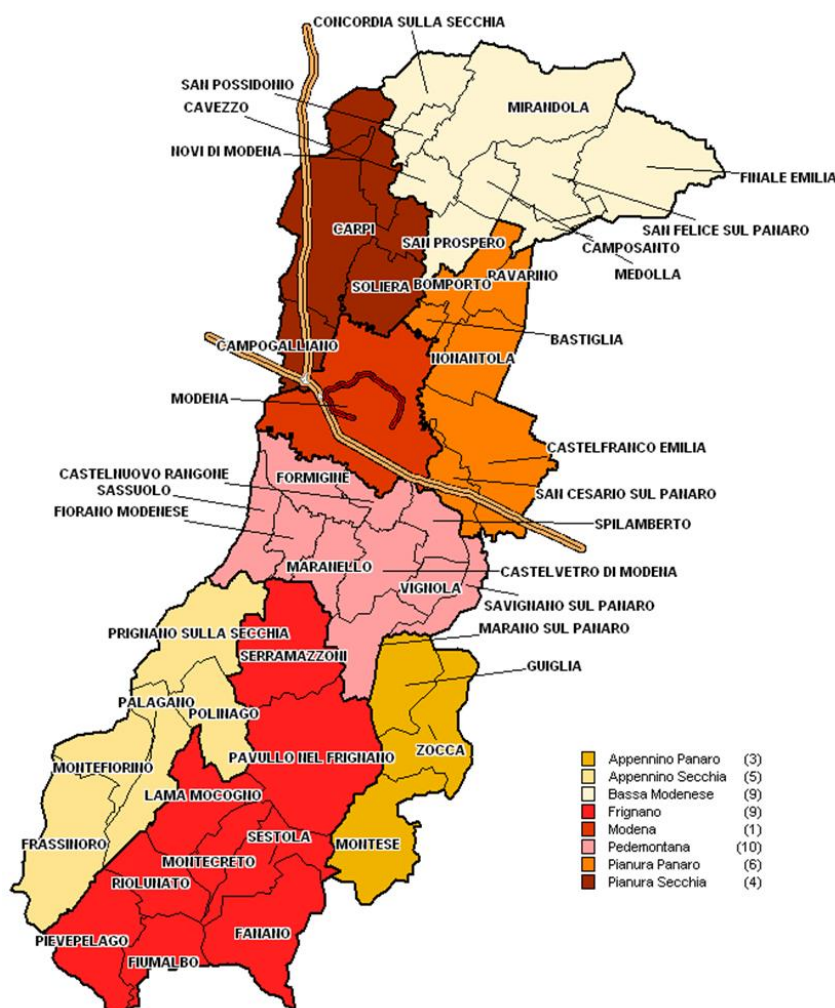 CONCORDIA SULLA SECCHIA
SAN POSSIDONIO
CAVEZZO
MIRANDOLA
NOVI DI MODENA
FINALE EMILIA
CARPI
SAN FELICE SUL PANARO
SAN PROSPERO
CAMPOSANTO
MEDOLLA
RAVARINO
SOLIERA
BOMPORTO
BASTIGLIA
CAMPOGALLIANO
NONANTOLA
MODENA
CASTELFRANCO EMILIA
CASTELNUOVO RANGONE
FORMIGINE
SASSUOLO
SAN CESARIO SUL PANARO
FIORANO MODENESE
SPILAMBERTO
MARANELLO
CASTELVETRO DI MODENA
VIGNOLA
SAVIGNANO SUL PANARO
MARANO SUL PANARO
PRIGNANO SULLA SECCHIA
SERRAMAZZONI
GUIGLIA
PALAGANO
POLINAGO
PAVULLO NEL FRIGNANO
ZOCCA
MONTEFIORINO
LAMA MOCOGNO
SESTOLA
MONTESE
FRASSINORO
MONTECRETO
RIOLUNATO
PIEVEPELAGO
FANANO
FIUMALBO
Appennino Panaro (3)
Appennino Secchia (5)
Bassa Modenese (9)
Frignano (9)
Modena (1)
Pedemontana (10)
Pianura Panaro (6)
Pianura Secchia (4)